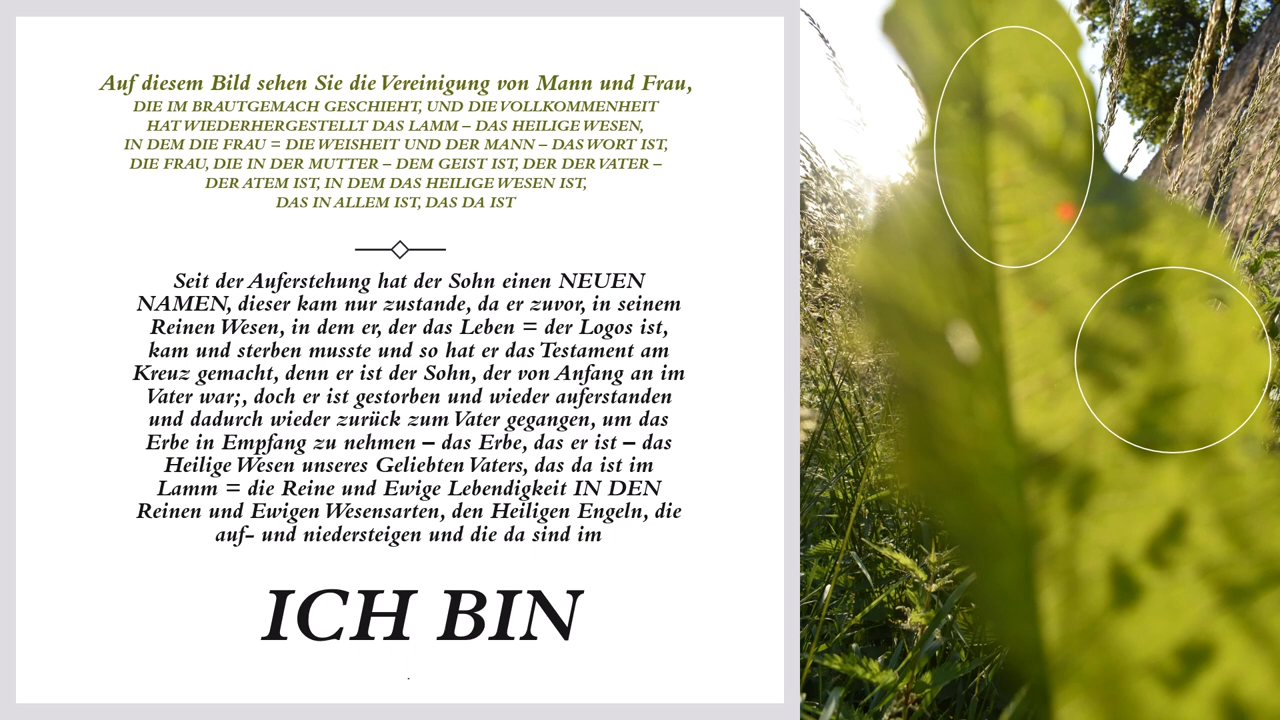 Auf diesem Bild sehen Sie die Vereinigung von Mann und Frau,
DIE IM BRAUTGEMACH GESCHIEHT, UND DIE VOLLKOMMENHEIT
HAT WIEDERHERGESTELLT DAS LAMM – DAS HEILIGE WESEN,
IN DEM DIE FRAU = DIE WEISHEIT UND DER MANN – DAS WORT IST,
DIE FRAU, DIE IN DER MUTTER – DEM GEIST IST, DER DER VATER –
DER ATEM IST, IN DEM DAS HEILIGE WESEN IST,
DAS IN ALLEM IST, DAS DA IST
Seit der Auferstehung hat der Sohn einen NEUEN
NAMEN, dieser kam nur zustande, da er zuvor, in seinem
Reinen Wesen, in dem er, der das Leben = der Logos ist,
kam und sterben musste und so hat er das Testament am
Kreuz gemacht, denn er ist der Sohn, der von Anfang an im
Vater war;, doch er ist gestorben und wieder auferstanden
und dadurch wieder zurück zum Vater gegangen, um das
Erbe in Empfang zu nehmen – das Erbe, das er ist – das
Heilige Wesen unseres Geliebten Vaters, das da ist im
Lamm = die Reine und Ewige Lebendigkeit IN DEN
Reinen und Ewigen Wesensarten, den Heiligen Engeln, die
auf- und niedersteigen und die da sind im
ICH BIN
.